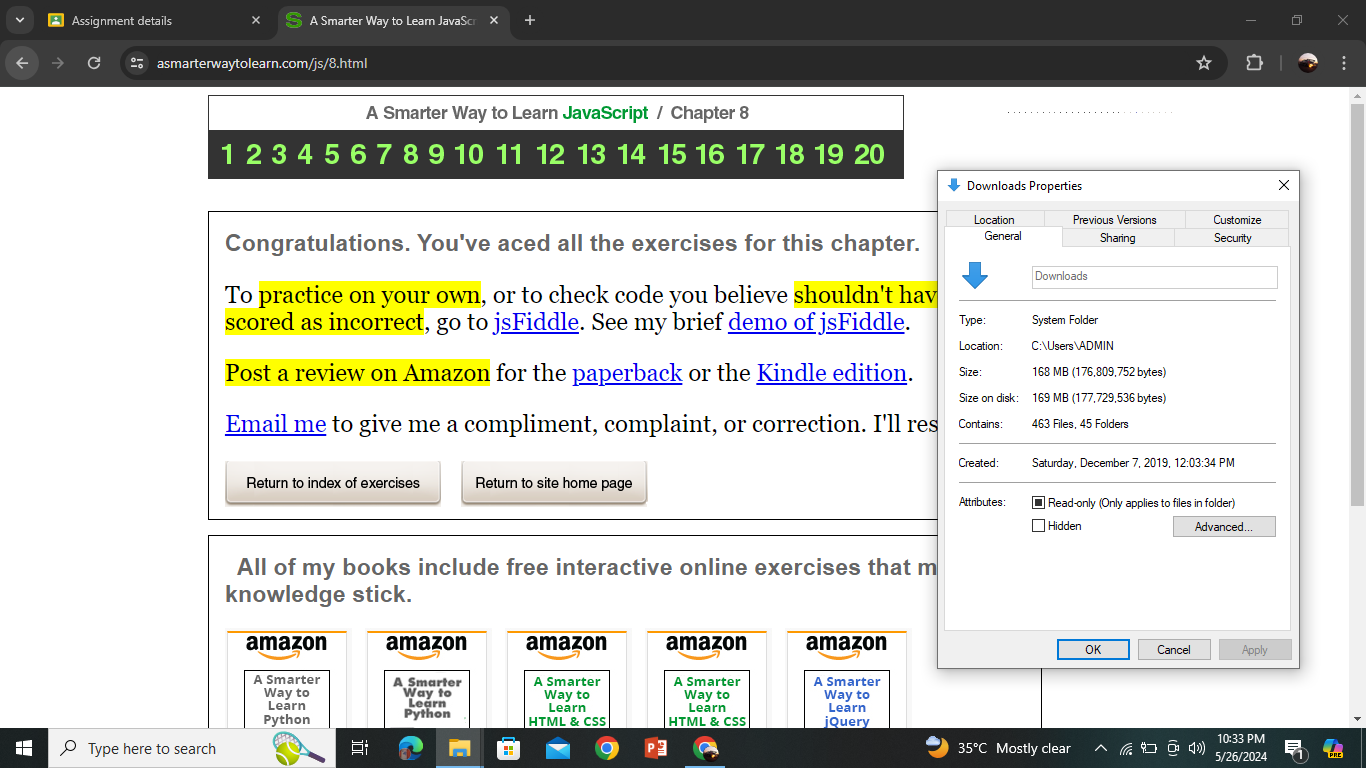 Assignment details
A Smarter Way to Learn JavaScr
asmarterwaytolearn.com/js/8.html
A Smarter Way to Learn JavaScript / Chapter 8
1 2 3 4 5 6 7 8 9 10 11 12 13 14 15 16 17 18 19 20
Congratulations. You've aced all the exercises for this chapter.
To practice on your own, or to check code you believe shouldn't hav
scored as incorrect, go to jsFiddle. See my brief demo of jsFiddle.
Post a review on Amazon for the paperback or the Kindle edition.
Email me to give me a compliment, complaint, or correction. I'll res
Return to index of exercises
Return to site home page
All of my books include free interactive online exercises that m
knowledge stick.
amazon
A Smarter
Way to
Learn
Python
amazon
A Smarter
Way to
Learn
Python
amazon
A Smarter
Way to
Learn
HTML & CSS
amazon
A Smarter
Way to
Learn
HTML & CSS
amazon
A Smarter
Way to
Learn
jQuery
Downloads Properties
Location
Previous Versions
Customize
General
Sharing
Security
Downloads
Type: System Folder
Location: C:\Users\ADMIN
Size: 168 MB (176,809,752 bytes)
Size on disk: 169 MB (177,729,536 bytes)
Contains: 463 Files, 45 Folders
Created: Saturday, December 7, 2019, 12:03:34 PM
Attributes: Read-only (Only applies to files in folder)
Hidden
Advanced...
OK
Cancel
Apply
Type here to search
35°C Mostly clear
10:33 PM
5/26/2024
1
PRE